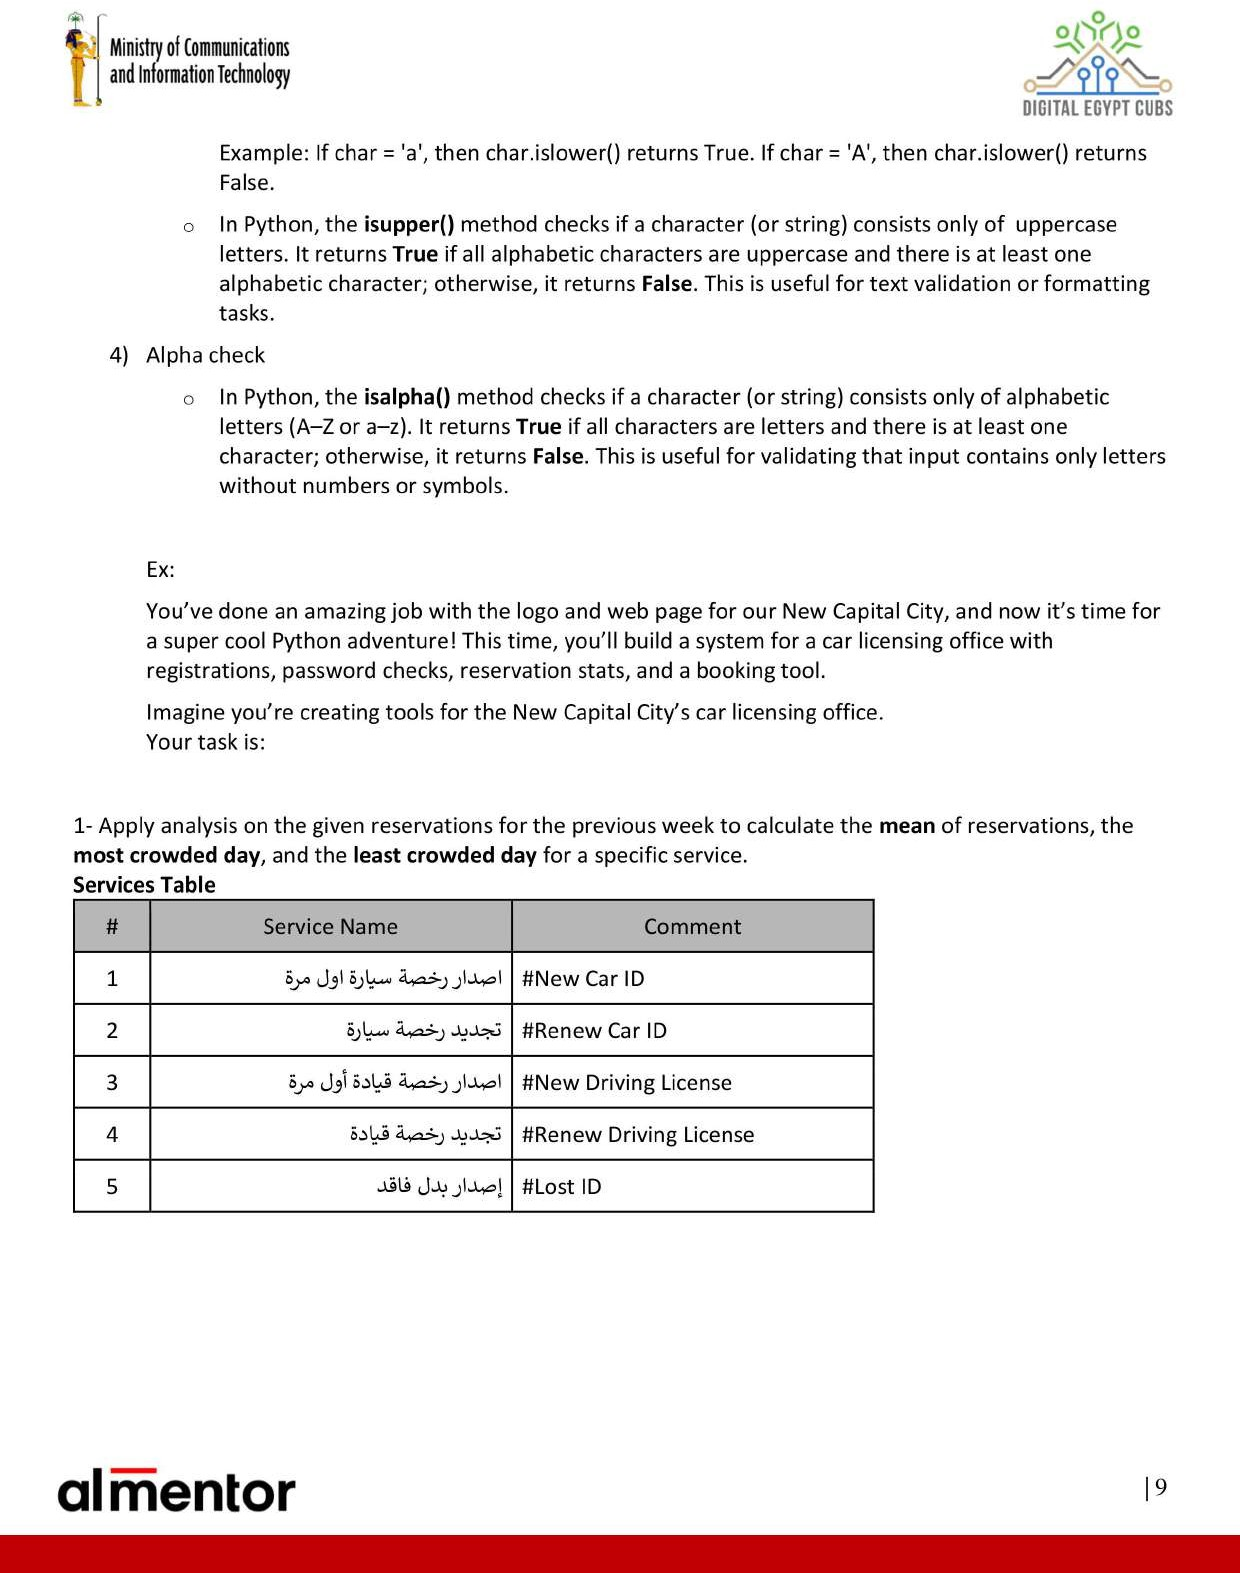 Ministry of Communications
and Information Technology
DIGITAL EGYPT CUBS
Example: If char = 'a', then char.islower() returns True. If char = 'A', then char.islower() returns
False.
o In Python, the isupper() method checks if a character (or string) consists only of uppercase
letters. It returns True if all alphabetic characters are uppercase and there is at least one
alphabetic character; otherwise, it returns False. This is useful for text validation or formatting
tasks.
4) Alpha check
o In Python, the isalpha() method checks if a character (or string) consists only of alphabetic
letters (A–Z or a–z). It returns True if all characters are letters and there is at least one
character; otherwise, it returns False. This is useful for validating that input contains only letters
without numbers or symbols.
Ex:
You’ve done an amazing job with the logo and web page for our New Capital City, and now it’s time for
a super cool Python adventure! This time, you’ll build a system for a car licensing office with
registrations, password checks, reservation stats, and a booking tool.
Imagine you’re creating tools for the New Capital City’s car licensing office.
Your task is:
1- Apply analysis on the given reservations for the previous week to calculate the mean of reservations, the
most crowded day, and the least crowded day for a specific service.
Services Table
# Service Name Comment
1 اصدار رخصة سيارة اول مرة #New Car ID
2 تجديد رخصة سيارة #Renew Car ID
3 اصدار رخصة قيادة أول مرة #New Driving License
4 تجديد رخصة قيادة #Renew Driving License
5 إصدار بدل فاقد #Lost ID
almentor
|9